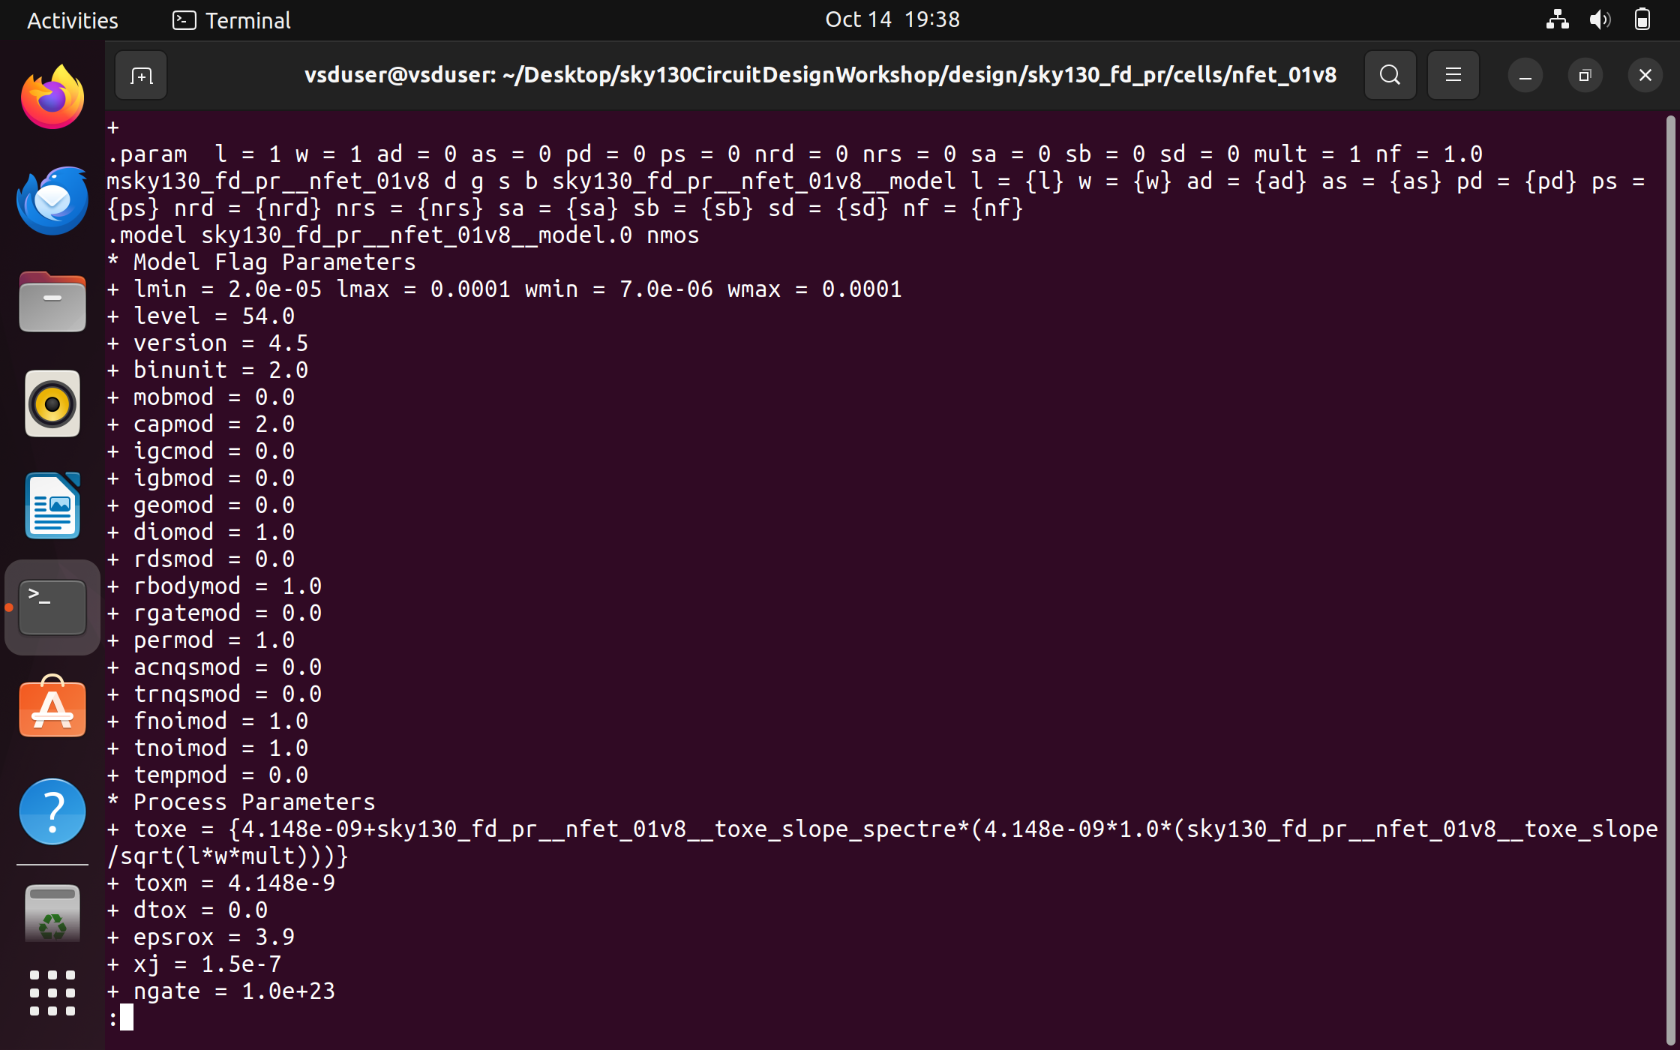 Activities
Terminal
Oct 14 19:38
vsduser@vsduser: ~/Desktop/sky130CircuitDesignWorkshop/design/sky130_fd_pr/cells/nfet_01v8
+
.param  l = 1 w = 1 ad = 0 as = 0 pd = 0 ps = 0 nrd = 0 nrs = 0 sa = 0 sb = 0 sd = 0 mult = 1 nf = 1.0
msky130_fd_pr__nfet_01v8 d g s b sky130_fd_pr__nfet_01v8__model l = {l} w = {w} ad = {ad} as = {as} pd = {pd} ps =
{ps} nrd = {nrd} nrs = {nrs} sa = {sa} sb = {sb} sd = {sd} nf = {nf}
.model sky130_fd_pr__nfet_01v8__model.0 nmos
* Model Flag Parameters
+ lmin = 2.0e-05 lmax = 0.0001 wmin = 7.0e-06 wmax = 0.0001
+ level = 54.0
+ version = 4.5
+ binunit = 2.0
+ mobmod = 0.0
+ capmod = 2.0
+ igcmod = 0.0
+ igbmod = 0.0
+ geomod = 0.0
+ diomod = 1.0
+ rdsmod = 0.0
+ rbodymod = 1.0
+ rgatemod = 0.0
+ permod = 1.0
+ acnqsmod = 0.0
+ trnqsmod = 0.0
+ fnoimod = 1.0
+ tnoimod = 1.0
+ tempmod = 0.0
* Process Parameters
+ toxe = {4.148e-09+sky130_fd_pr__nfet_01v8__toxe_slope_spectre*(4.148e-09*1.0*(sky130_fd_pr__nfet_01v8__toxe_slope
/sqrt(l*w*mult)))}
+ toxm = 4.148e-9
+ dtox = 0.0
+ epsrox = 3.9
+ xj = 1.5e-7
+ ngate = 1.0e+23
: